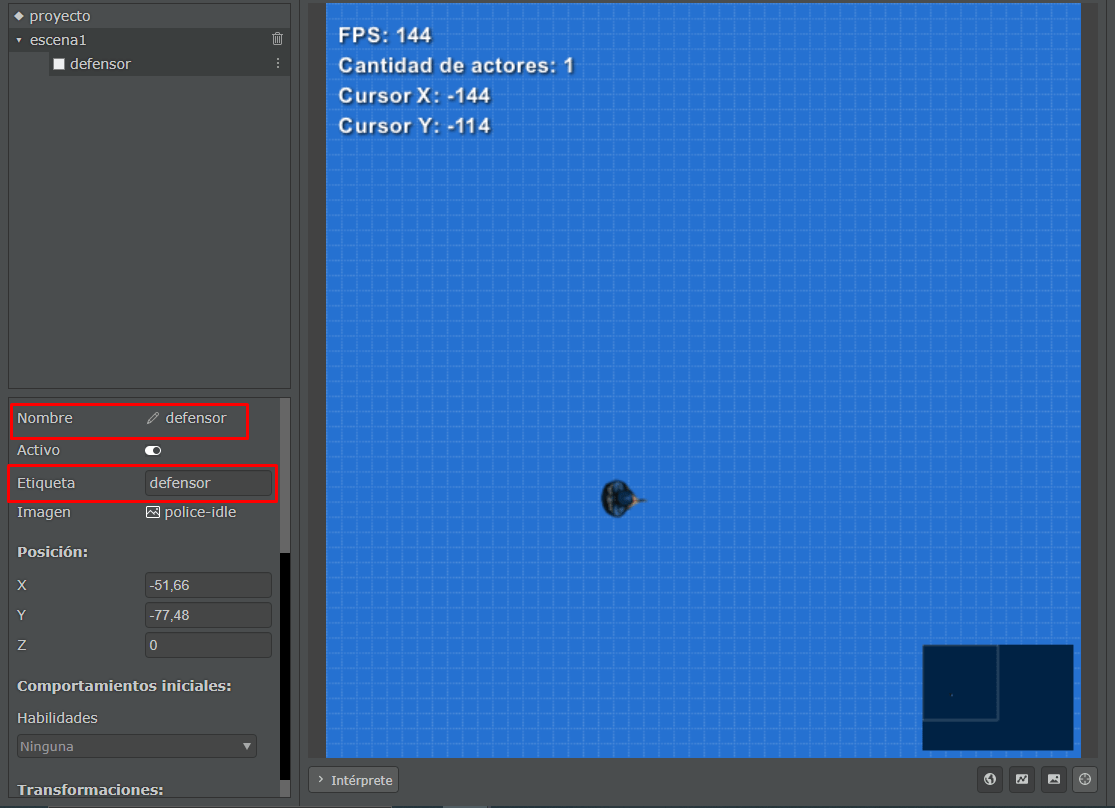 proyecto
escena1
defensor
Nombre defensor
Activo
Etiqueta defensor
Imagen police-idle
Posición:
X -51,66
Y -77,48
Z 0
Comportamientos iniciales:
Habilidades
Ninguna
Transformaciones:
FPS: 144
Cantidad de actores: 1
Cursor X: -144
Cursor Y: -114
Intérprete